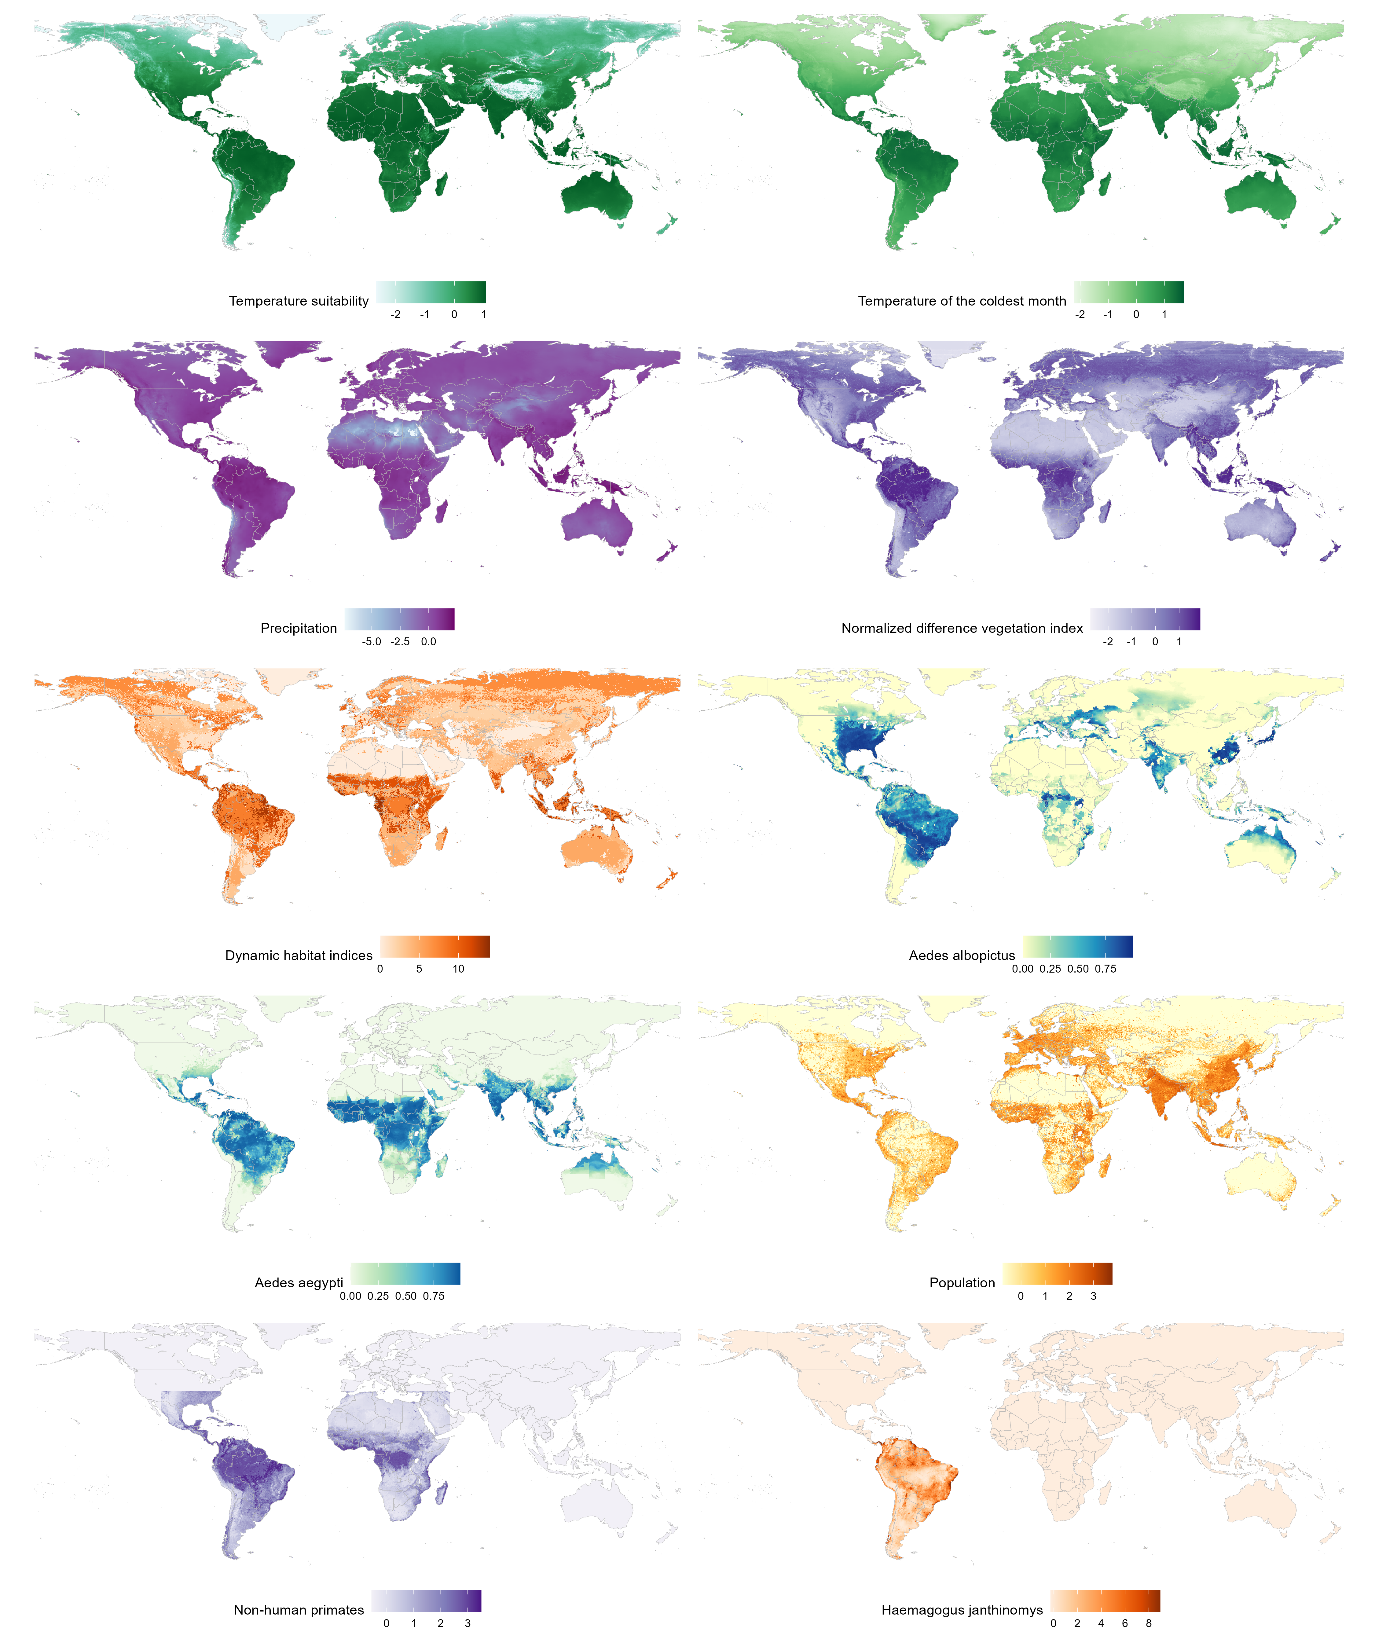 Temperature suitability
-2 -1 0 1
Temperature of the coldest month
-2 -1 0 1
Precipitation
-5.0 -2.5 0.0
Normalized difference vegetation index
-2 -1 0 1
Dynamic habitat indices
0 5 10
Aedes albopictus
0.00 0.25 0.50 0.75
Aedes aegypti
0.00 0.25 0.50 0.75
Population
0 1 2 3
Non-human primates
0 1 2 3
Haemagogus janthinomys
0 2 4 6 8